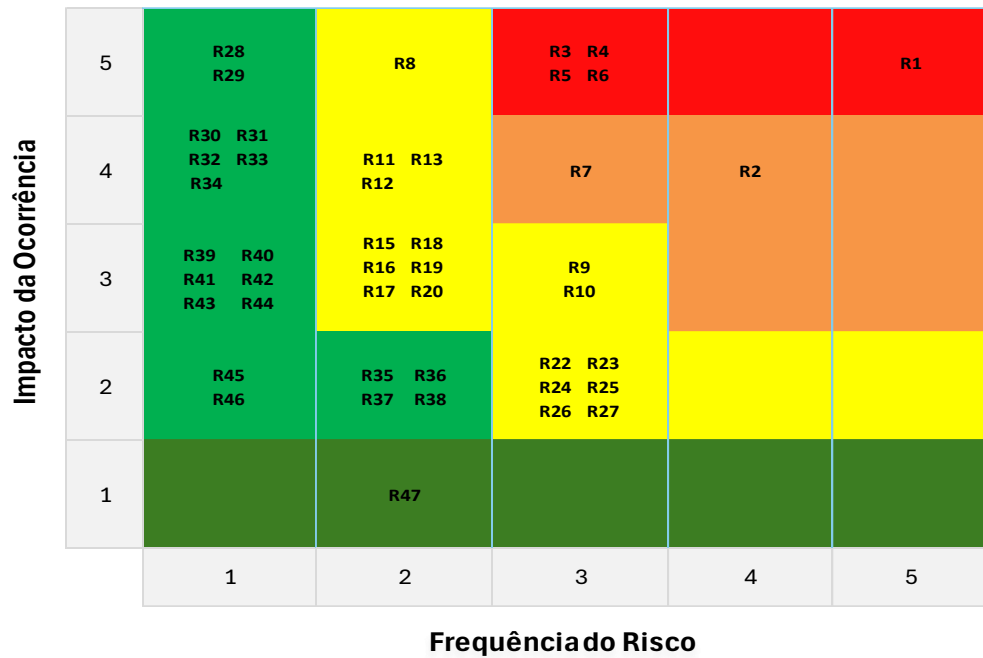 Impacto da Ocorrência
5
R28
R29
R8
R3 R4
R5 R6
R1
4
R30 R31
R32 R33
R34
R11 R13
R12
R7
R2
3
R39 R40
R41 R42
R43 R44
R15 R18
R16 R19
R17 R20
R9
R10
2
R45
R46
R35 R36
R37 R38
R22 R23
R24 R25
R26 R27
1
R47
1 2 3 4 5
Frequência do Risco